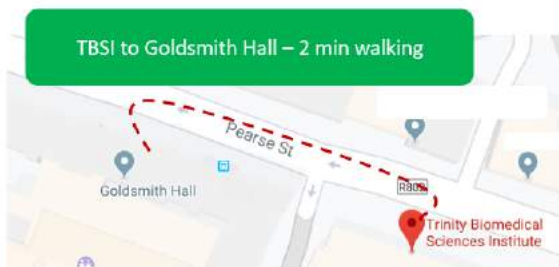 TBSI to Goldsmith Hall – 2 min walking
Pearse St
Goldsmith Hall
R802
Trinity Biomedical
Sciences Institute